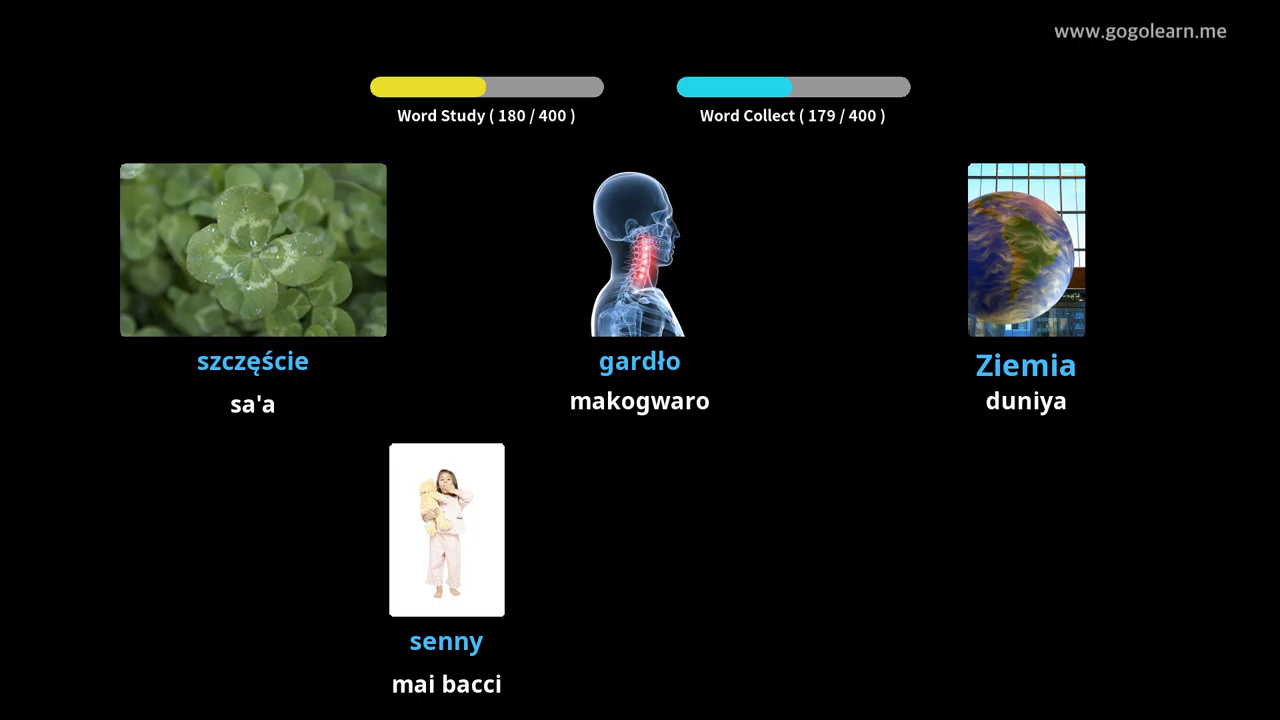 www.gogolearn.me
Word Study ( 180 / 400 )
Word Collect ( 179 / 400 )
szczęście
gardło
Ziemia
sa'a
makogwaro
duniya
senny
mai bacci